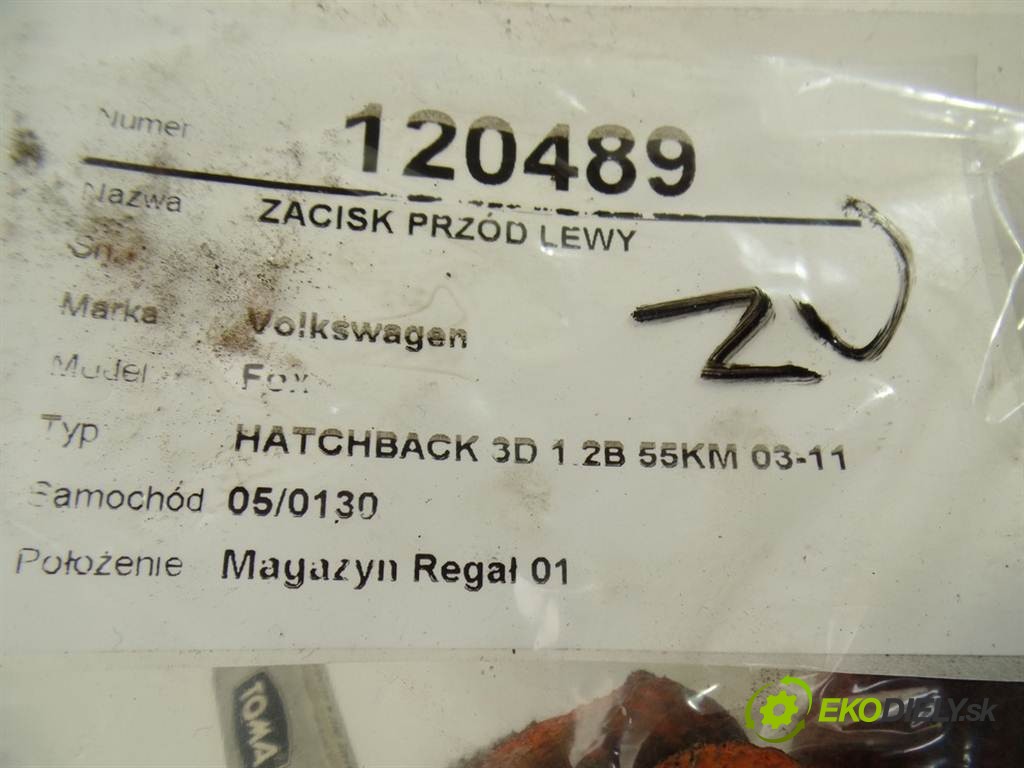 Numer 120489
Nazwa ZACISK PRZÓD LEWY
Marka Volkswagen
Model Fox
Typ HATCHBACK 3D 1.2B 55KM 03-11
Samochód 05/0130
Położenie Magazyn Regał 01
TOMA
EKODIELY.sk